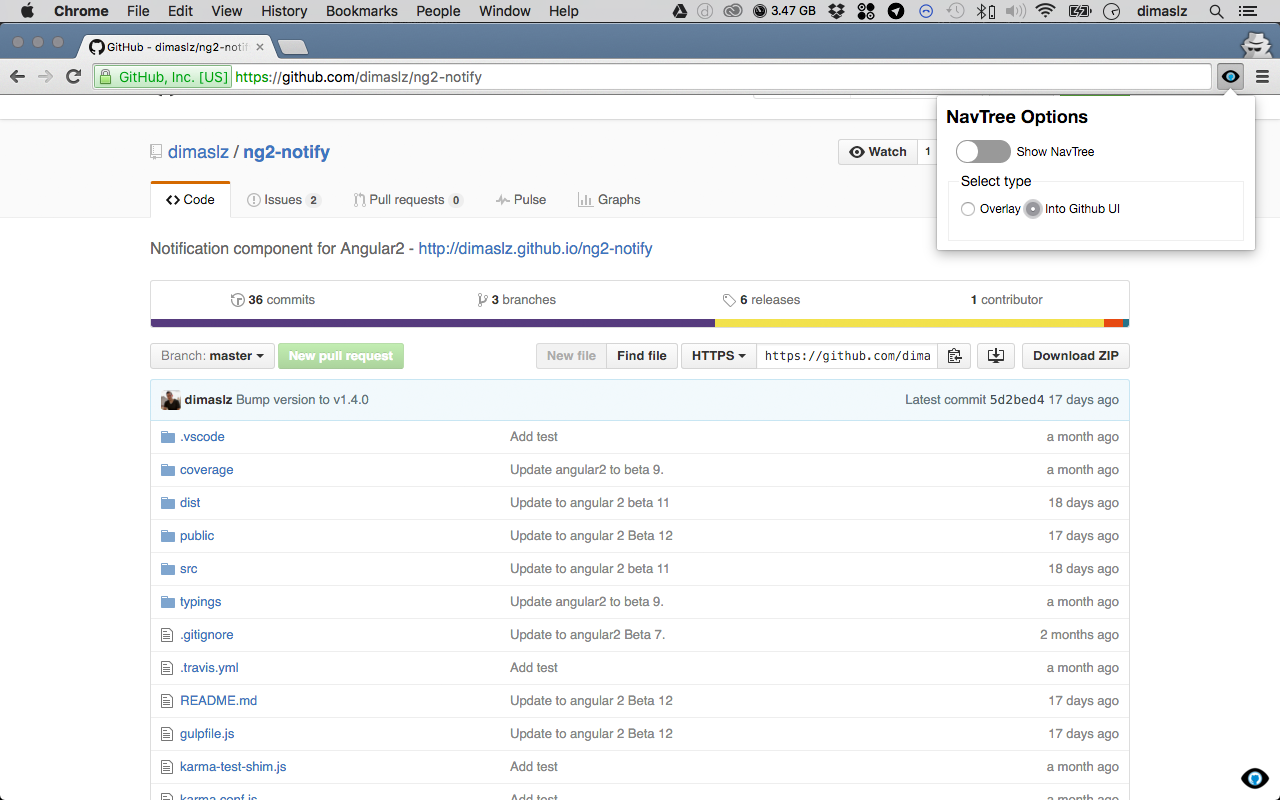 Chrome File Edit View History Bookmarks People Window Help 3.47 GB dimaslz
GitHub - dimaslz/ng2-notif
GitHub, Inc. [US] https://github.com/dimaslz/ng2-notify
NavTree Options
Show NavTree
Select type
Overlay Into Github UI
dimaslz / ng2-notify
Watch 1
Code Issues 2 Pull requests 0 Pulse Graphs
Notification component for Angular2 - http://dimaslz.github.io/ng2-notify
36 commits 3 branches 6 releases 1 contributor
Branch: master New pull request New file Find file HTTPS https://github.com/dima Download ZIP
dimaslz Bump version to v1.4.0 Latest commit 5d2bed4 17 days ago
.vscode Add test a month ago
coverage Update angular2 to beta 9. a month ago
dist Update to angular 2 beta 11 18 days ago
public Update to angular 2 Beta 12 17 days ago
src Update to angular 2 beta 11 18 days ago
typings Update angular2 to beta 9. a month ago
.gitignore Update to angular2 Beta 7. 2 months ago
.travis.yml Add test a month ago
README.md Update to angular 2 Beta 12 17 days ago
gulpfile.js Update to angular 2 Beta 12 17 days ago
karma-test-shim.js Add test a month ago
karma.conf.js Add test a month ago